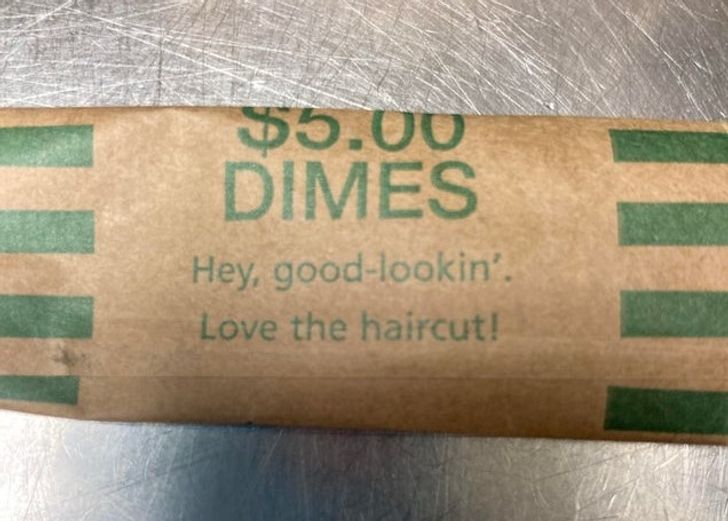 $5.00
DIMES
Hey, good-lookin'.
Love the haircut!